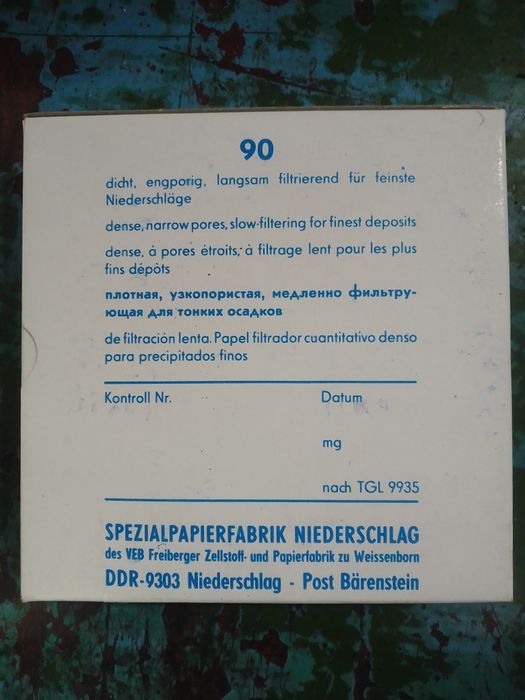 90
dicht, engporig, langsam filtrierend für feinste
Niederschläge
dense, narrow pores, slow-filtering for finest deposits
dense, à pores étroits, à filtrage lent pour les plus
fins dépôts
плотная, узкопористая, медленно фильтру-
ющая для тонких осадков
de filtración lenta. Papel filtrador cuantitativo denso
para precipitados finos
Kontroll Nr. Datum
mg
nach TGL 9935
SPEZIALPAPIERFABRIK NIEDERSCHLAG
des VEB Freiberger Zellstoff- und Papierfabrik zu Weissenborn
DDR-9303 Niederschlag - Post Bärenstein